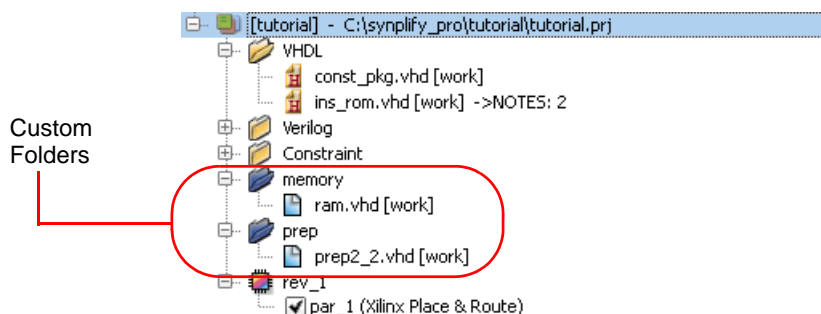 [tutorial] - C:\synplify_pro\tutorial\tutorial.prj
VHDL
const_pkg.vhd [work]
ins_rom.vhd [work] ->NOTES: 2
Verilog
Constraint
memory
ram.vhd [work]
prep
prep2_2.vhd [work]
rev_1
par_1 (Xilinx Place & Route)
Custom
Folders